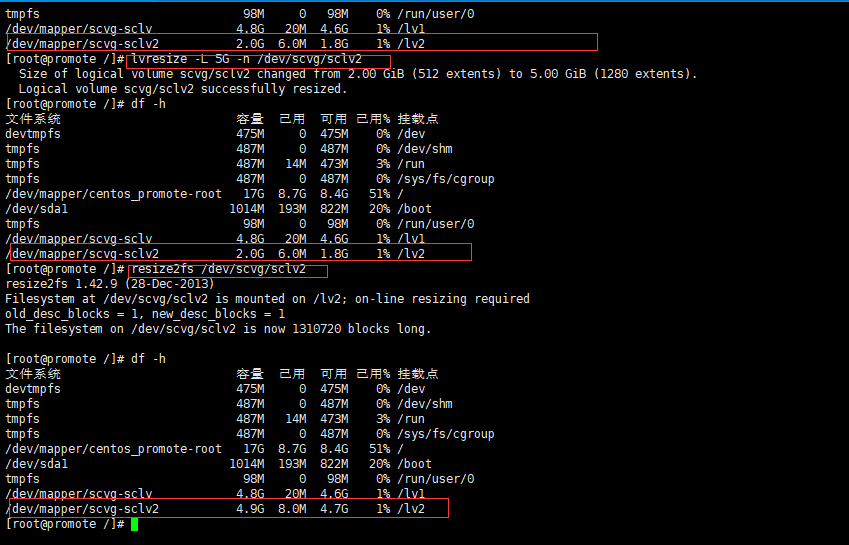 tmpfs 98M 0 98M 0% /run/user/0
/dev/mapper/scvg-sclv 4.8G 20M 4.6G 1% /lv1
/dev/mapper/scvg-sclv2 2.0G 6.0M 1.8G 1% /lv2
[root@promote /]# lvresize -L 5G -n /dev/scvg/sclv2
Size of logical volume scvg/sclv2 changed from 2.00 GiB (512 extents) to 5.00 GiB (1280 extents).
Logical volume scvg/sclv2 successfully resized.
[root@promote /]# df -h
文件系统 容量 已用 可用 已用% 挂载点
devtmpfs 475M 0 475M 0% /dev
tmpfs 487M 0 487M 0% /dev/shm
tmpfs 487M 14M 473M 3% /run
tmpfs 487M 0 487M 0% /sys/fs/cgroup
/dev/mapper/centos_promote-root 17G 8.7G 8.4G 51% /
/dev/sda1 1014M 193M 822M 20% /boot
tmpfs 98M 0 98M 0% /run/user/0
/dev/mapper/scvg-sclv 4.8G 20M 4.6G 1% /lv1
/dev/mapper/scvg-sclv2 2.0G 6.0M 1.8G 1% /lv2
[root@promote /]# resize2fs /dev/scvg/sclv2
resize2fs 1.42.9 (28-Dec-2013)
Filesystem at /dev/scvg/sclv2 is mounted on /lv2; on-line resizing required
old_desc_blocks = 1, new_desc_blocks = 1
The filesystem on /dev/scvg/sclv2 is now 1310720 blocks long.
[root@promote /]# df -h
文件系统 容量 已用 可用 已用% 挂载点
devtmpfs 475M 0 475M 0% /dev
tmpfs 487M 0 487M 0% /dev/shm
tmpfs 487M 14M 473M 3% /run
tmpfs 487M 0 487M 0% /sys/fs/cgroup
/dev/mapper/centos_promote-root 17G 8.7G 8.4G 51% /
/dev/sda1 1014M 193M 822M 20% /boot
tmpfs 98M 0 98M 0% /run/user/0
/dev/mapper/scvg-sclv 4.8G 20M 4.6G 1% /lv1
/dev/mapper/scvg-sclv2 4.9G 8.0M 4.7G 1% /lv2
[root@promote /]#